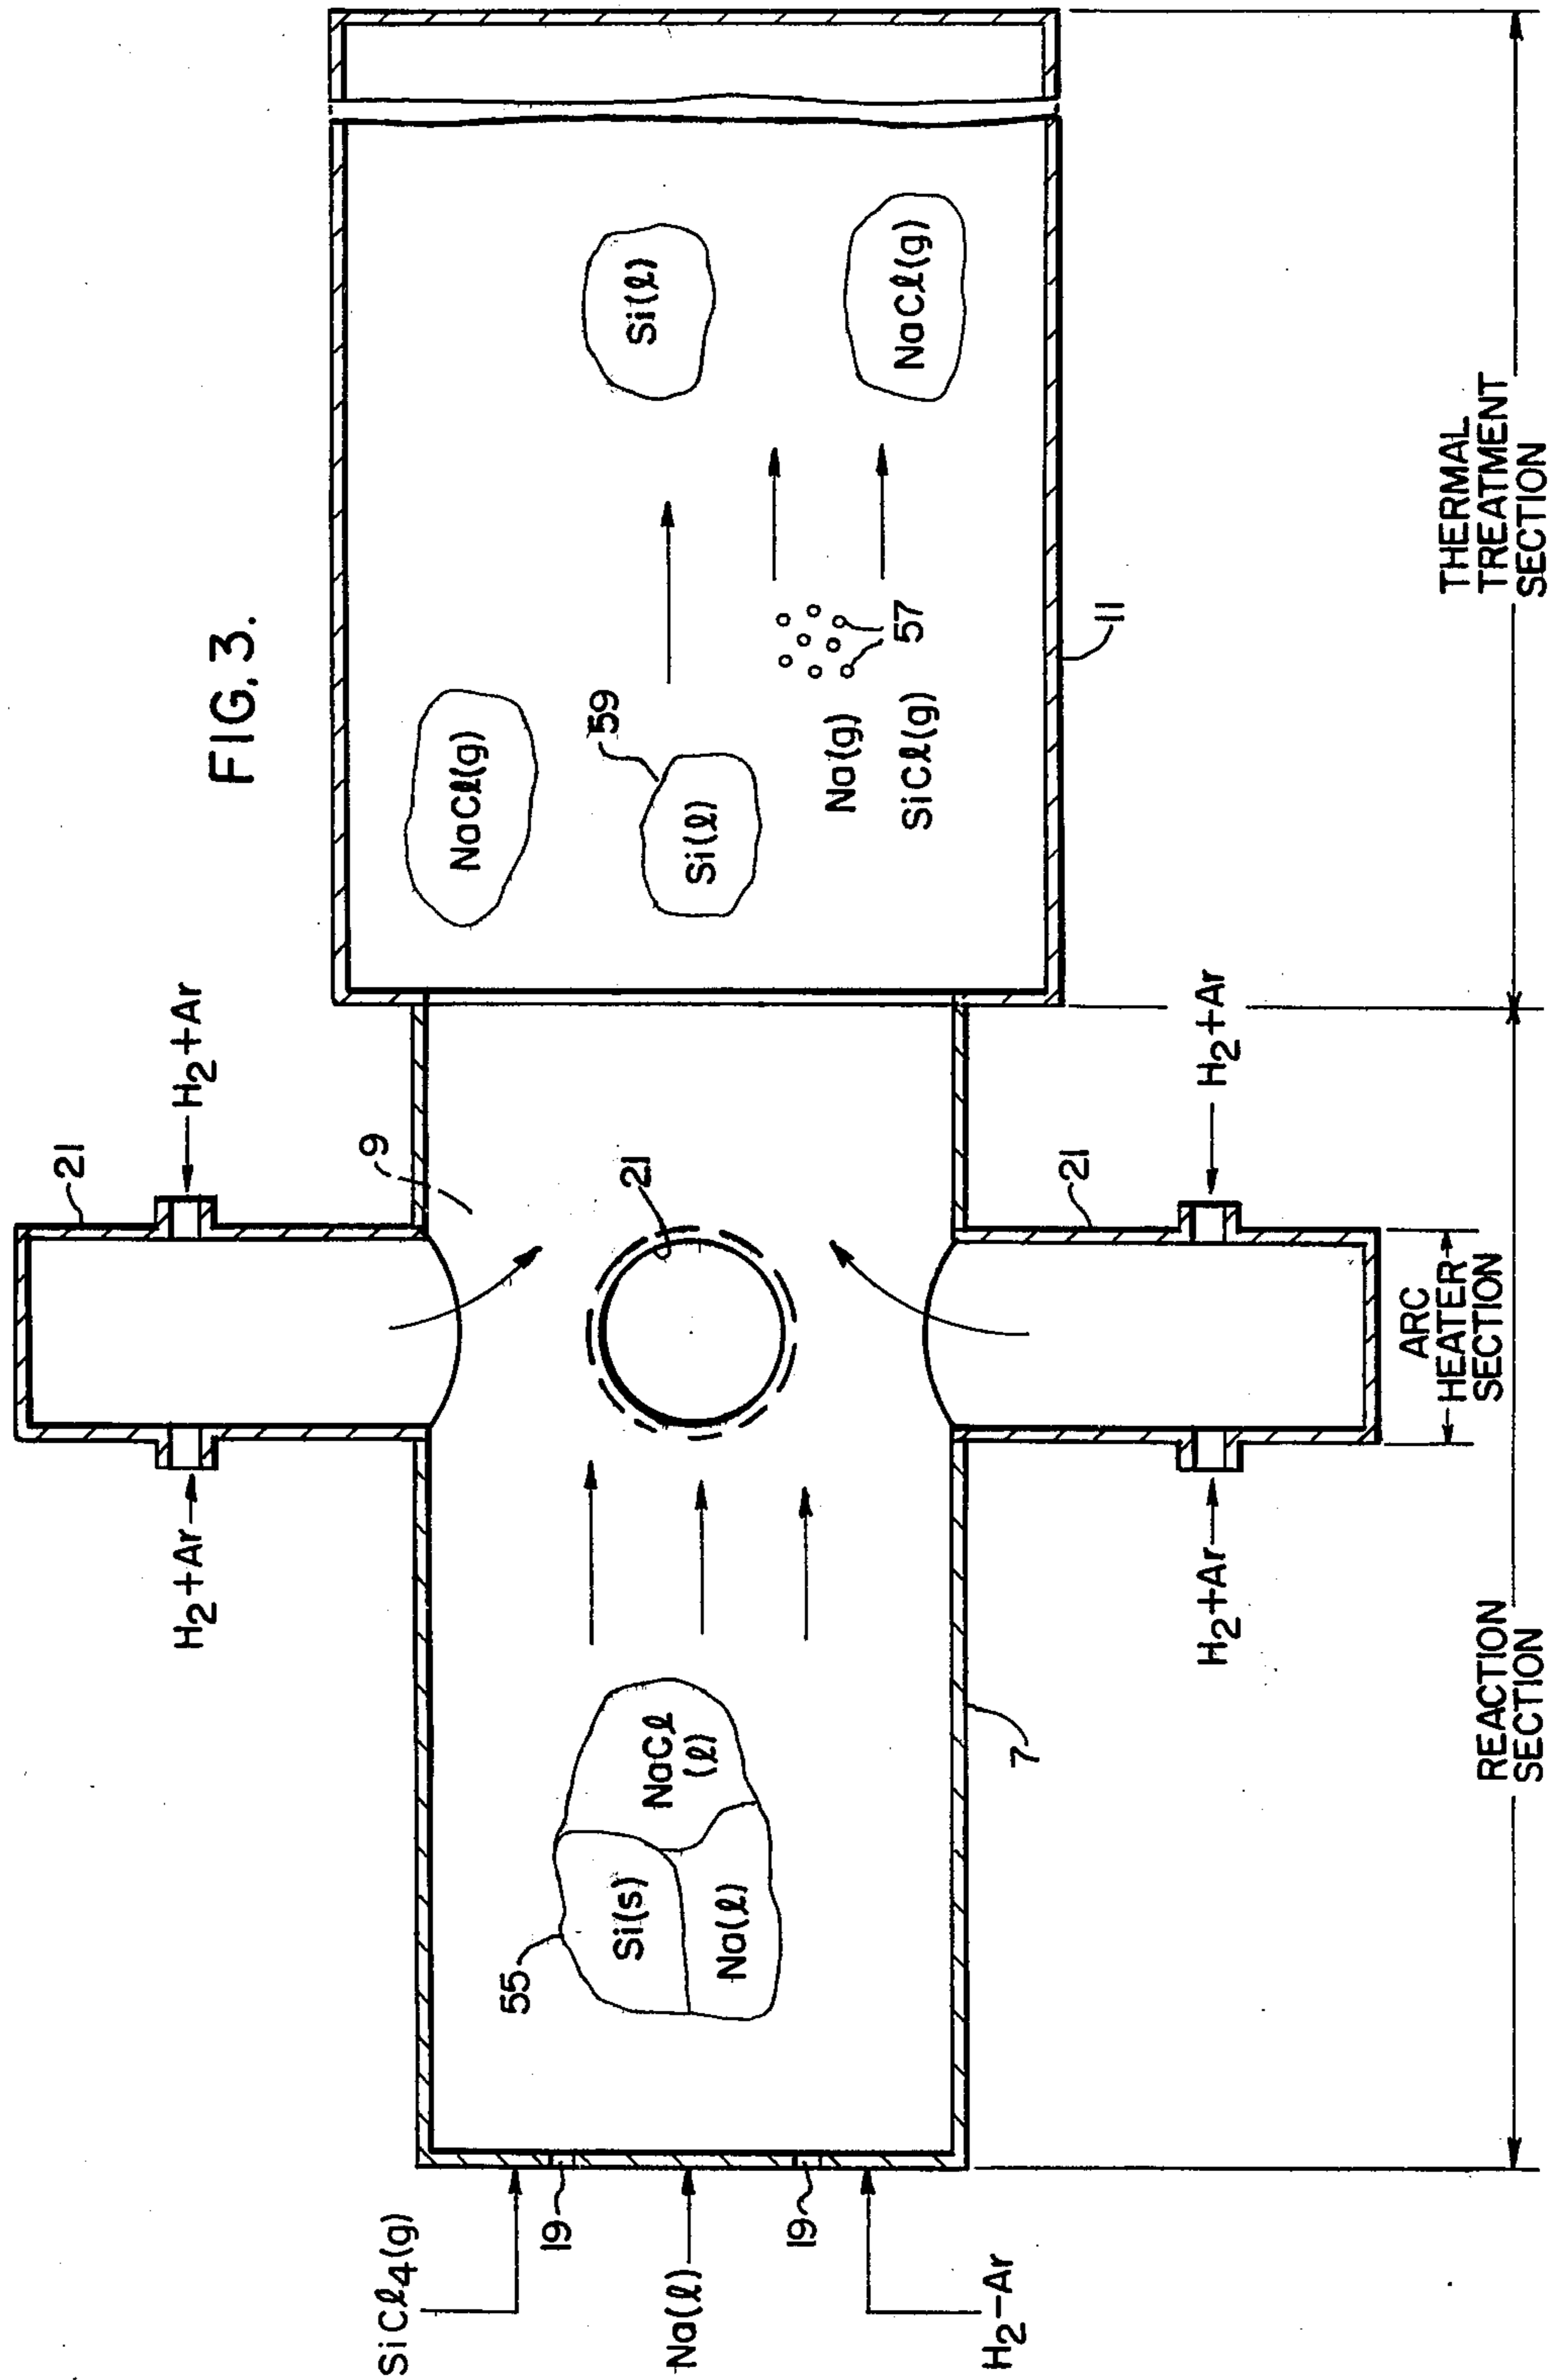 FIG. 3.
21
H2+Ar
H2+Ar
9
21
NaCℓ(g)
59
Si(ℓ)
Si(ℓ)
Na(g)
SiCℓ(g)
57
NaCℓ(g)
11
SiCℓ4(g)
19
Na(ℓ)
19
H2-Ar
55
Si(s)
NaCℓ
(ℓ)
Na(ℓ)
7
21
H2+Ar
H2+Ar
ARC
HEATER
SECTION
REACTION
SECTION
THERMAL
TREATMENT
SECTION